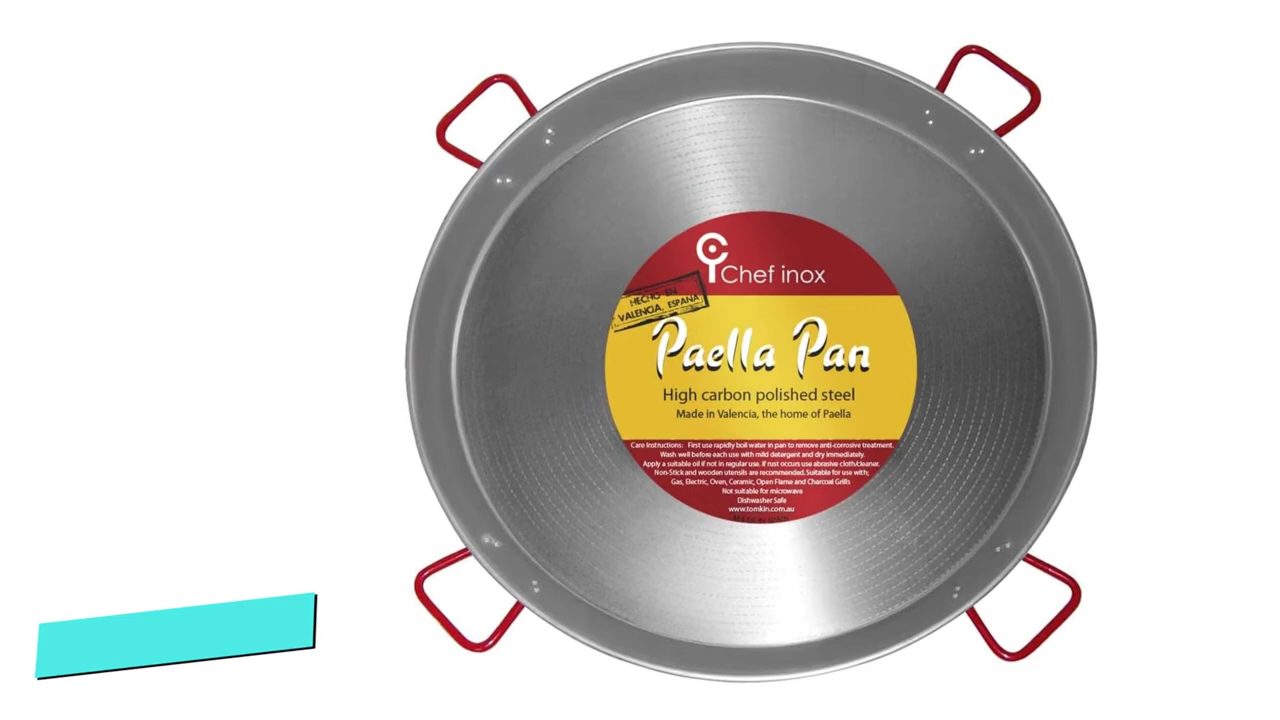 Chef inox
HECHO EN
VALENCIA, ESPAÑA
Paella Pan
High carbon polished steel
Made in Valencia, the home of Paella
Care Instructions: First use rapidly boil water in pan to remove anti-corrosive treatment.
Wash well before each use with mild detergent and dry immediately.
Apply a suitable oil if not in regular use. If rust occurs use abrasive cloth/cleaner.
Non-Stick and wooden utensils are recommended. Suitable for use with;
Gas, Electric, Oven, Ceramic, Open Flame and Charcoal Grills
Not suitable for microwave
Dishwasher Safe
www.tomkin.com.au